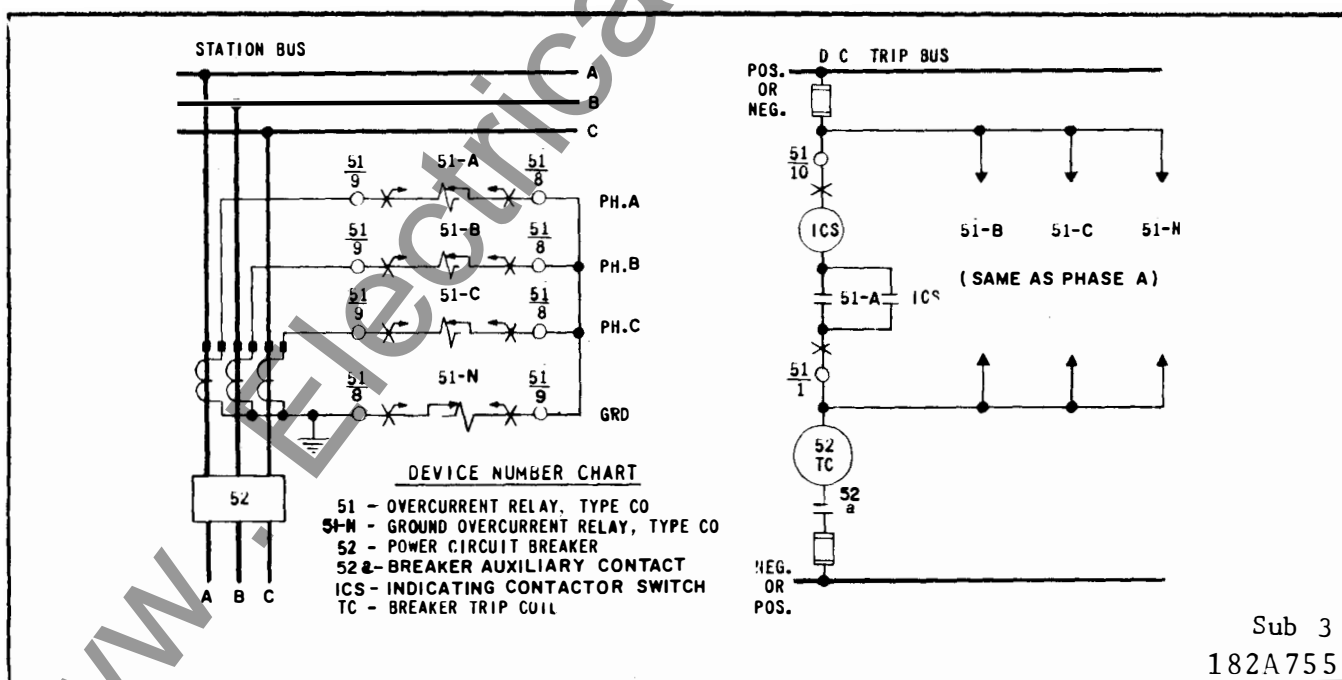 STATION BUS
A
B
C
51/9 51-A 51/8
PH.A
51/9 51-B 51/8
PH.B
51/9 51-C 51/8
PH.C
51/8 51-N 51/9
GRD
52
A B C
DEVICE NUMBER CHART
51 - OVERCURRENT RELAY, TYPE CO
51-N - GROUND OVERCURRENT RELAY, TYPE CO
52 - POWER CIRCUIT BREAKER
52a - BREAKER AUXILIARY CONTACT
ICS - INDICATING CONTACTOR SWITCH
TC - BREAKER TRIP COIL
D C TRIP BUS
POS.
OR
NEG.
51/10
ICS
51-B 51-C 51-N
(SAME AS PHASE A)
51-A ICS
51/1
52
TC
52
a
NEG.
OR
POS.
Sub 3
182A755
www.Electrica